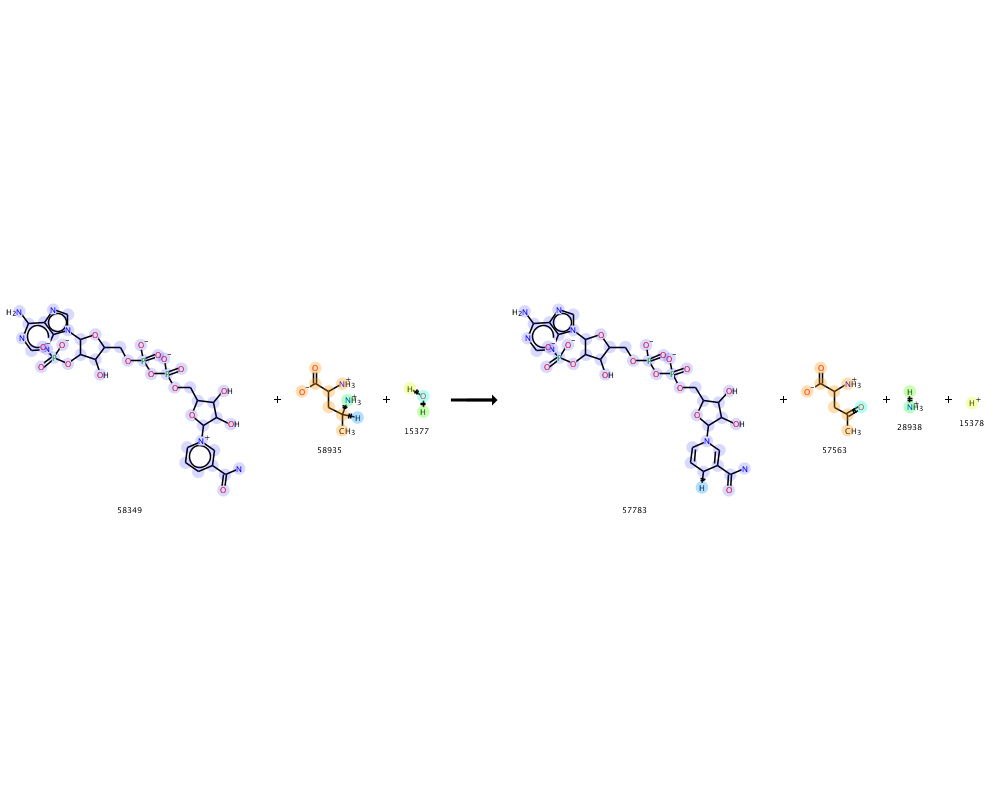 H2N
N
N
N
N
O
O-
O-
O
P
O
OH
O
O-
P
O
O
O-
P
O
O
O
OH
OH
N+
N
O
58349
+
O
O-
NH3+
NH3+
H
CH3
58935
+
H
O
H
15377
H2N
N
N
N
N
O
O-
O-
O
P
O
OH
O
O-
P
O
O
O-
P
O
O
O
OH
OH
N
N
O
H
57783
+
O
O-
NH3+
O
CH3
57563
+
H
NH3+
28938
+
H+
15378